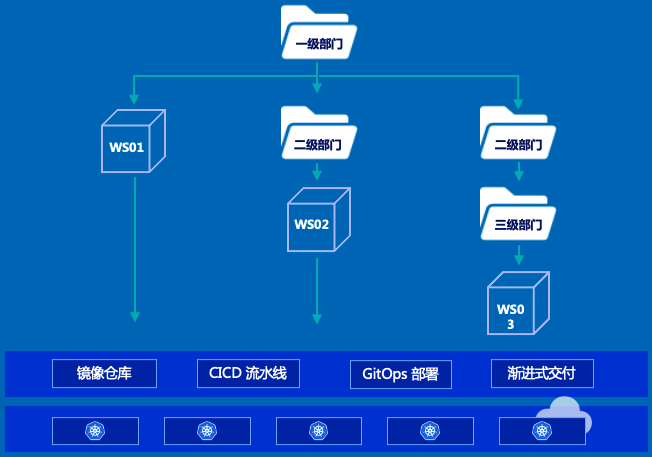 一级部门
WS01
二级部门
二级部门
WS02
三级部门
WS0
3
镜像仓库
CICD 流水线
GitOps 部署
渐进式交付